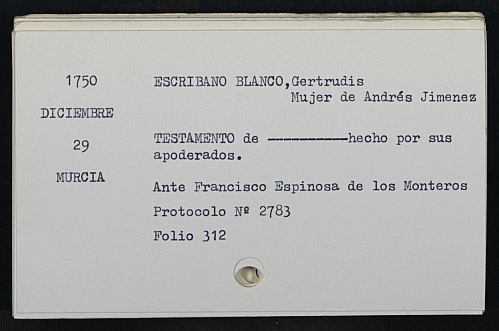 1750 ESCRIBANO BLANCO,Gertrudis
Mujer de Andrés Jimenez
DICIEMBRE
29 TESTAMENTO de ----------hecho por sus
apoderados.
MURCIA
Ante Francisco Espinosa de los Monteros
Protocolo Nº 2783
Folio 312